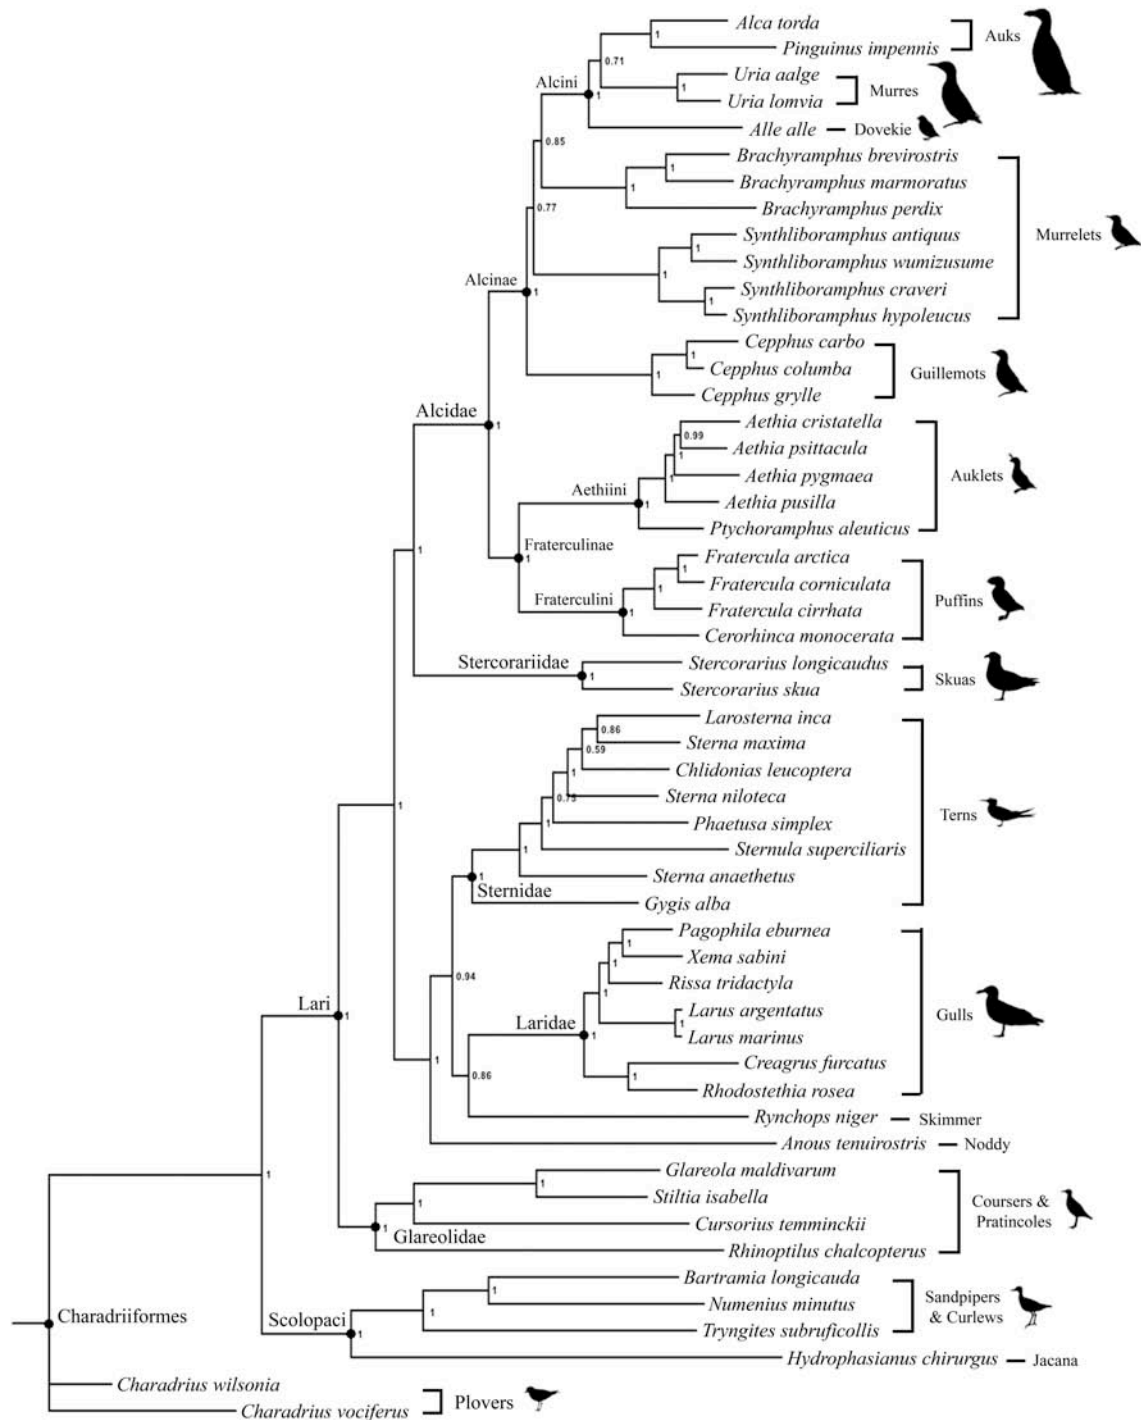 Alca torda
Auks
Pinguinus impennis
1
0.71
Uria aalge
Murres
Alcini
1
1
Uria lomvia
Alle alle
Dovekie
0.85
Brachyramphus brevirostris
1
Brachyramphus marmoratus
1
Brachyramphus perdix
0.77
Synthliboramphus antiquus
Murrelets
1
Synthliboramphus wumizusume
1
Synthliboramphus craveri
Alcinae
1
1
Synthliboramphus hypoleucus
Cepphus carbo
1
Cepphus columba
Guillemots
1
Cepphus grylle
Alcidae
1
Aethia cristatella
0.99
Aethia psittacula
1
Aethia pygmaea
Auklets
1
Aethiini
1
Aethia pusilla
Ptychoramphus aleuticus
Fraterculinae
1
Fratercula arctica
1
Fratercula corniculata
1
Fraterculini
1
Fratercula cirrhata
Puffins
Cerorhinca monocerata
1
Stercorariidae
1
Stercorarius longicaudus
Skuas
Stercorarius skua
Larosterna inca
0.86
Sterna maxima
0.59
Chlidonias leucoptera
1
Sterna niloteca
0.75
Phaetusa simplex
Terns
1
Sternula superciliaris
1
Sterna anaethetus
Sternidae
1
Gygis alba
Pagophila eburnea
1
Xema sabini
1
Rissa tridactyla
1
Larus argentatus
1
Larus marinus
Gulls
0.94
Laridae
1
Creagrus furcatus
1
Rhodostethia rosea
0.86
Rynchops niger
Skimmer
1
Anous tenuirostris
Noddy
1
Lari
1
Glareola maldivarum
1
Stiltia isabella
1
Cursorius temminckii
Coursers &
Pratincoles
Glareolidae
1
Rhinoptilus chalcopterus
1
Bartramia longicauda
1
Numenius minutus
Sandpipers
& Curlews
1
Tryngites subruficollis
Scolopaci
1
Hydrophasianus chirurgus
Jacana
Charadriiformes
Charadrius wilsonia
Charadrius vociferus
Plovers